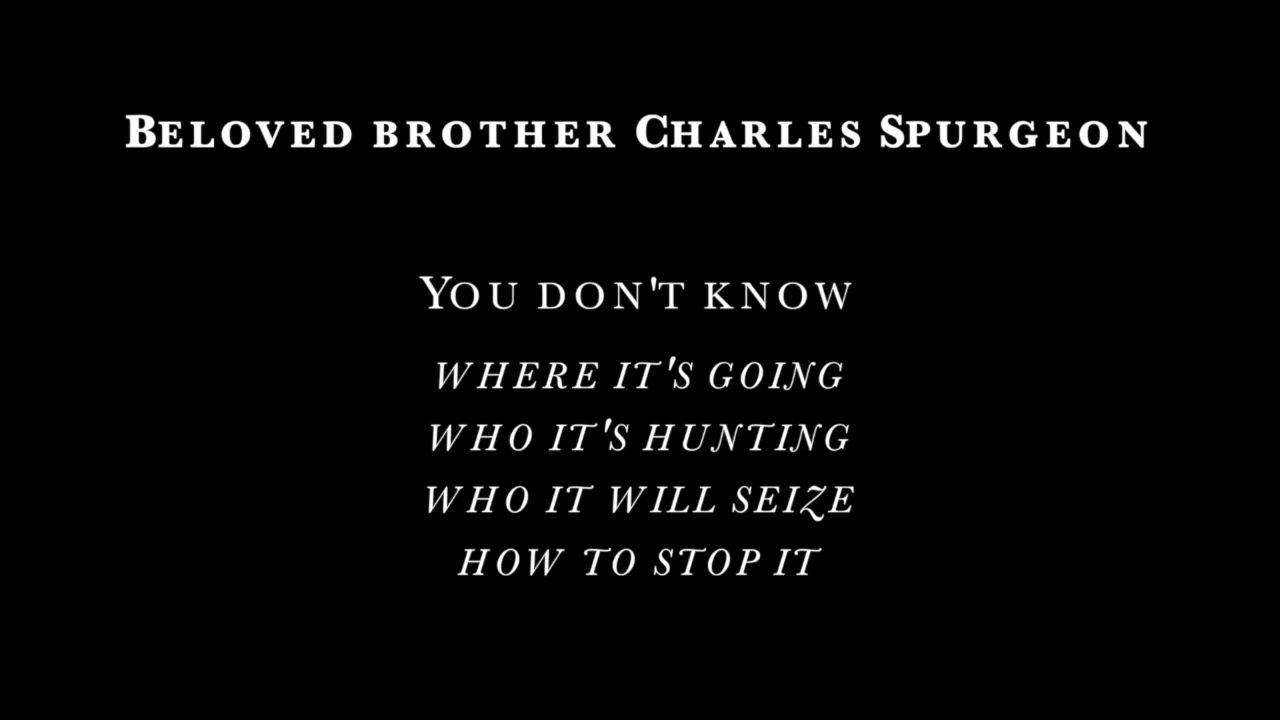 Beloved brother Charles Spurgeon
You don't know
where it's going
who it's hunting
who it will seize
how to stop it